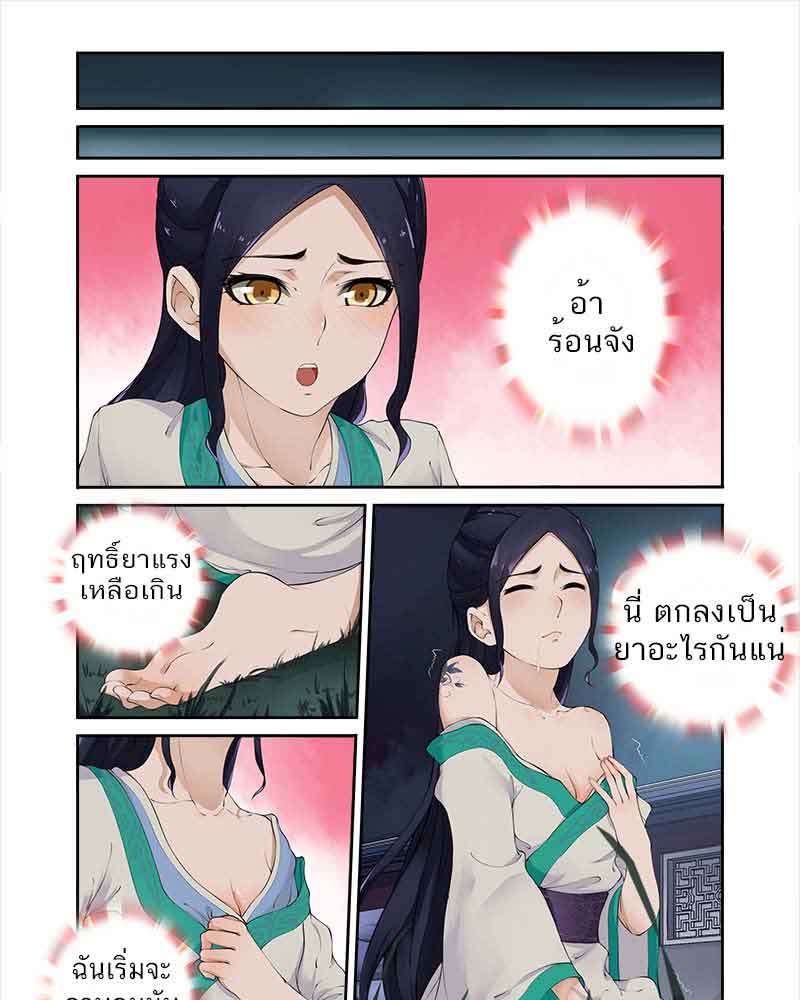 อ้า
ร้อนจัง
ฤทธิ์ยาแรง
เหลือเกิน
นี่ ตกลงเป็น
ยาอะไรกันแน่
ฉันเริ่มจะ